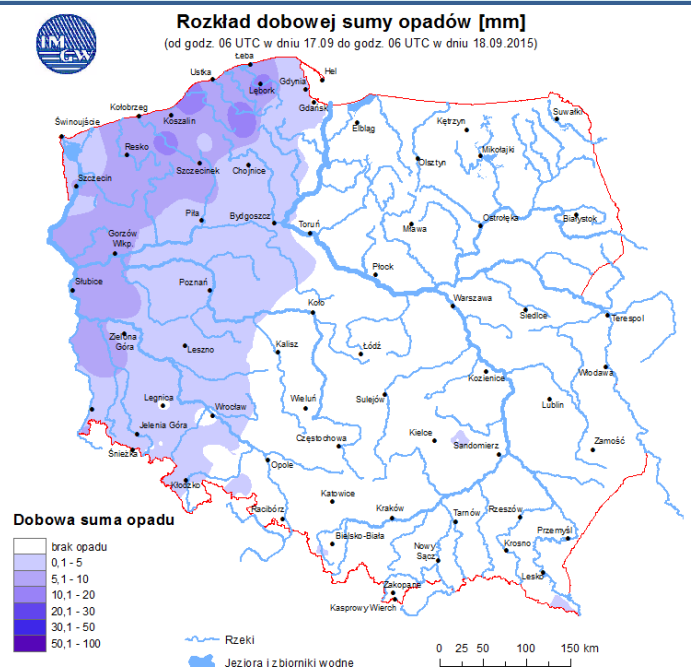 IM
GW
Rozkład dobowej sumy opadów [mm]
(od godz. 06 UTC w dniu 17.09 do godz. 06 UTC w dniu 18.09.2015)
Łeba
Ustka
Hel
Lębork
Gdynia
Gdańsk
Kołobrzeg
Koszalin
Świnoujście
Elbląg
Kętrzyn
Suwałki
Resko
Szczecinek
Chojnice
Olsztyn
Mikołajki
Szczecin
Piła
Bydgoszcz
Toruń
Mława
Ostrołęka
Białystok
Gorzów
Wlkp.
Płock
Słubice
Poznań
Koło
Warszawa
Siedlce
Terespol
Zielona
Góra
Leszno
Kalisz
Łódź
Włodawa
Kozienice
Legnica
Wrocław
Wieluń
Sulejów
Lublin
Jelenia Góra
Częstochowa
Kielce
Sandomierz
Zamość
Śnieżka
Opole
Kłodzko
Katowice
Racibórz
Kraków
Tarnów
Rzeszów
Przemyśl
Bielsko-Biała
Nowy
Sącz
Krosno
Lesko
Zakopane
Kasprowy Wierch
Dobowa suma opadu
brak opadu
0,1 - 5
5,1 - 10
10,1 - 20
20,1 - 30
30,1 - 50
50,1 - 100
Rzeki
Jeziora i zbiorniki wodne
0 25 50 100 150 km